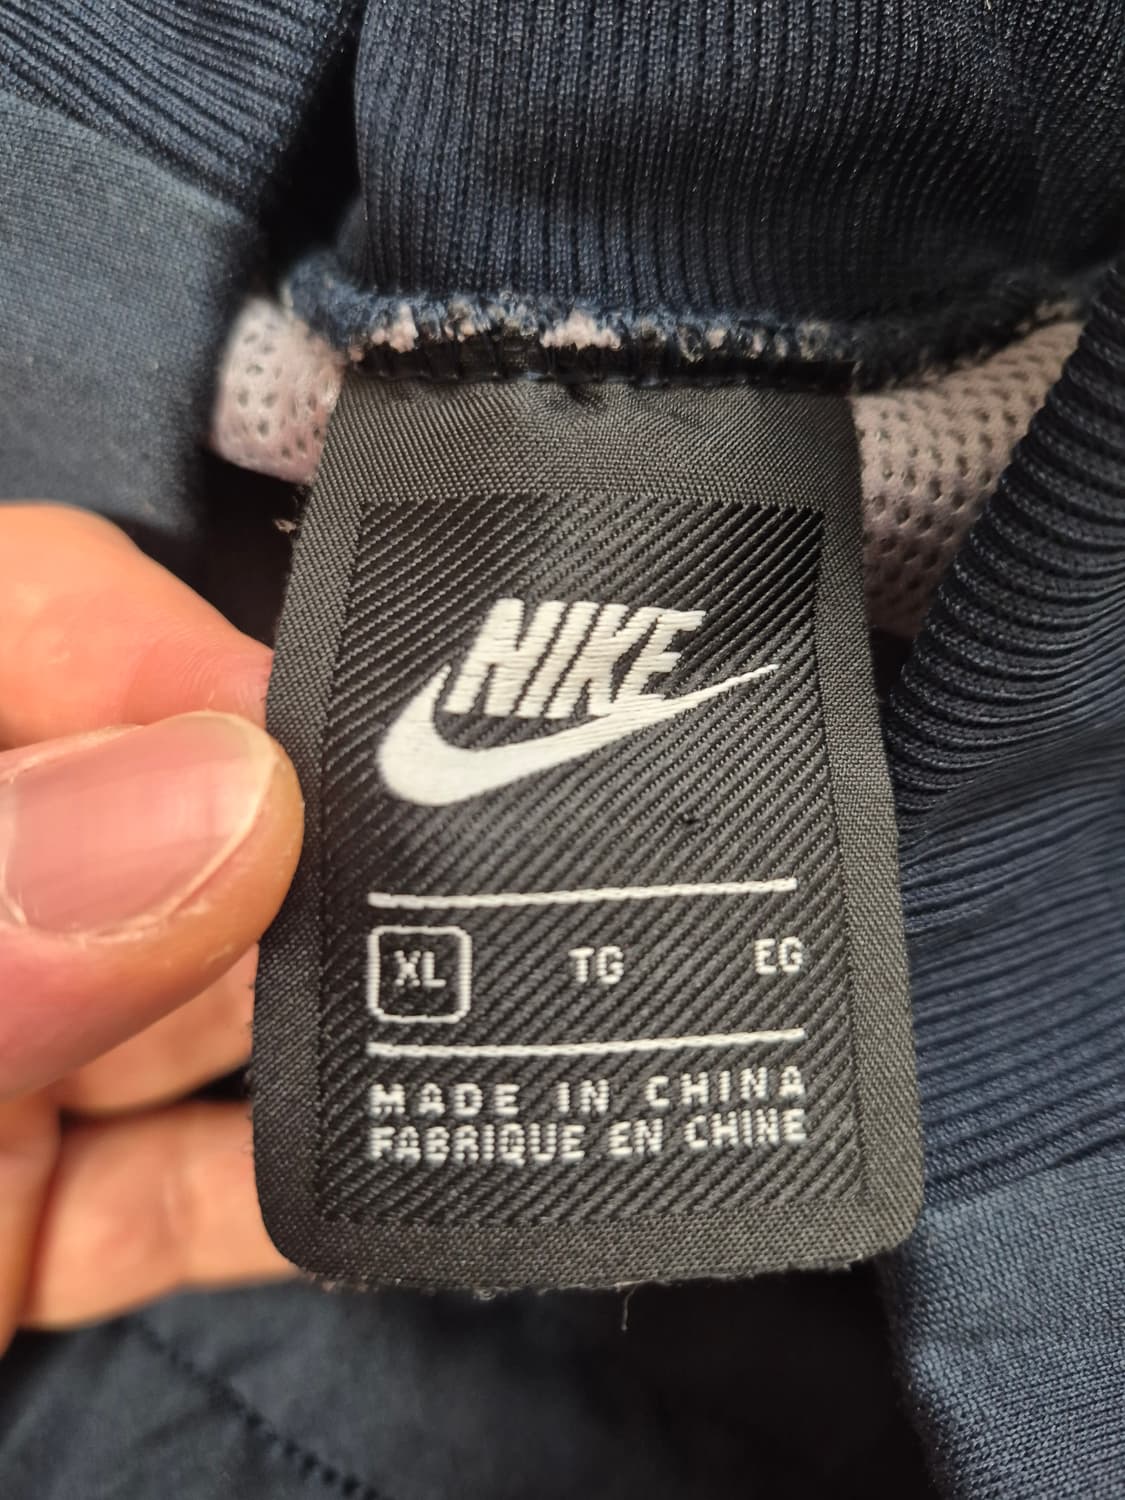 NIKE
XL TG EG
MADE IN CHINA
FABRIQUE EN CHINE